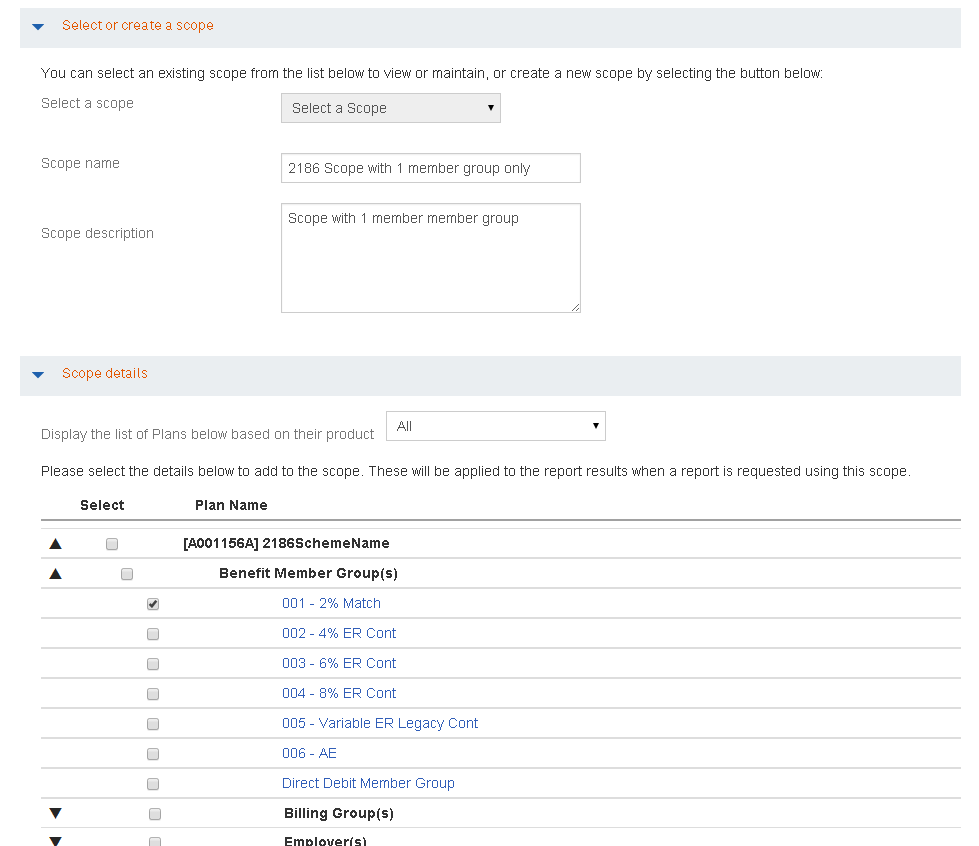 Select or create a scope
You can select an existing scope from the list below to view or maintain, or create a new scope by selecting the button below:
Select a scope
Select a Scope
Scope name
2186 Scope with 1 member group only
Scope description
Scope with 1 member member group
Scope details
Display the list of Plans below based on their product
All
Please select the details below to add to the scope. These will be applied to the report results when a report is requested using this scope.
Select Plan Name
[A001156A] 2186SchemeName
Benefit Member Group(s)
001 - 2% Match
002 - 4% ER Cont
003 - 6% ER Cont
004 - 8% ER Cont
005 - Variable ER Legacy Cont
006 - AE
Direct Debit Member Group
Billing Group(s)
Employer(s)